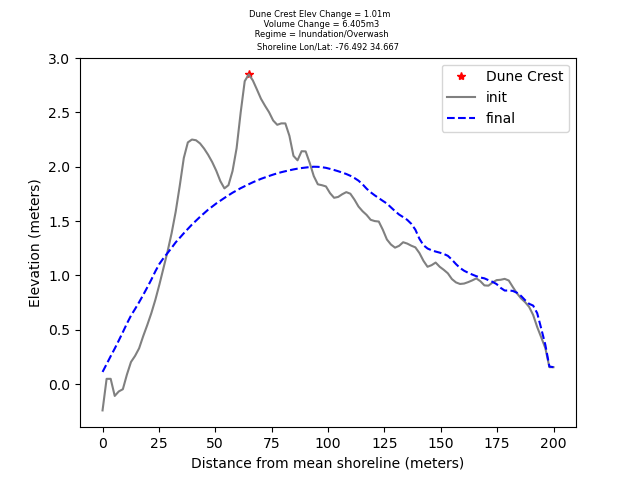 Dune Crest Elev Change = 1.01m
Volume Change = 6.405m3
Regime = Inundation/Overwash
Shoreline Lon/Lat: -76.492 34.667
3.0
2.5
2.0
1.5
1.0
0.5
0.0
Elevation (meters)
Dune Crest
init
final
0 25 50 75 100 125 150 175 200
Distance from mean shoreline (meters)